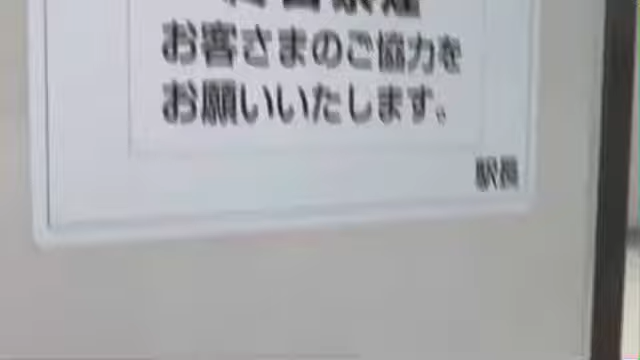 お客さまのご協力を
お願いいたします。
駅長